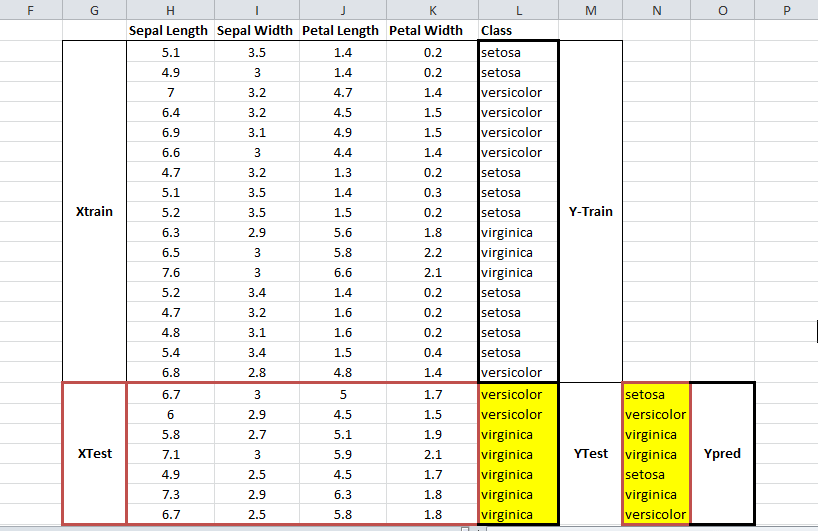 F G H I J K L M N O P
Sepal Length Sepal Width Petal Length Petal Width Class
5.1 3.5 1.4 0.2 setosa
4.9 3 1.4 0.2 setosa
7 3.2 4.7 1.4 versicolor
6.4 3.2 4.5 1.5 versicolor
6.9 3.1 4.9 1.5 versicolor
6.6 3 4.4 1.4 versicolor
4.7 3.2 1.3 0.2 setosa
5.1 3.5 1.4 0.3 setosa
Xtrain 5.2 3.5 1.5 0.2 setosa Y-Train
6.3 2.9 5.6 1.8 virginica
6.5 3 5.8 2.2 virginica
7.6 3 6.6 2.1 virginica
5.2 3.4 1.4 0.2 setosa
4.7 3.2 1.6 0.2 setosa
4.8 3.1 1.6 0.2 setosa
5.4 3.4 1.5 0.4 setosa
6.8 2.8 4.8 1.4 versicolor
6.7 3 5 1.7 versicolor setosa
6 2.9 4.5 1.5 versicolor versicolor
5.8 2.7 5.1 1.9 virginica virginica
XTest 7.1 3 5.9 2.1 virginica YTest virginica Ypred
4.9 2.5 4.5 1.7 virginica setosa
7.3 2.9 6.3 1.8 virginica virginica
6.7 2.5 5.8 1.8 virginica versicolor